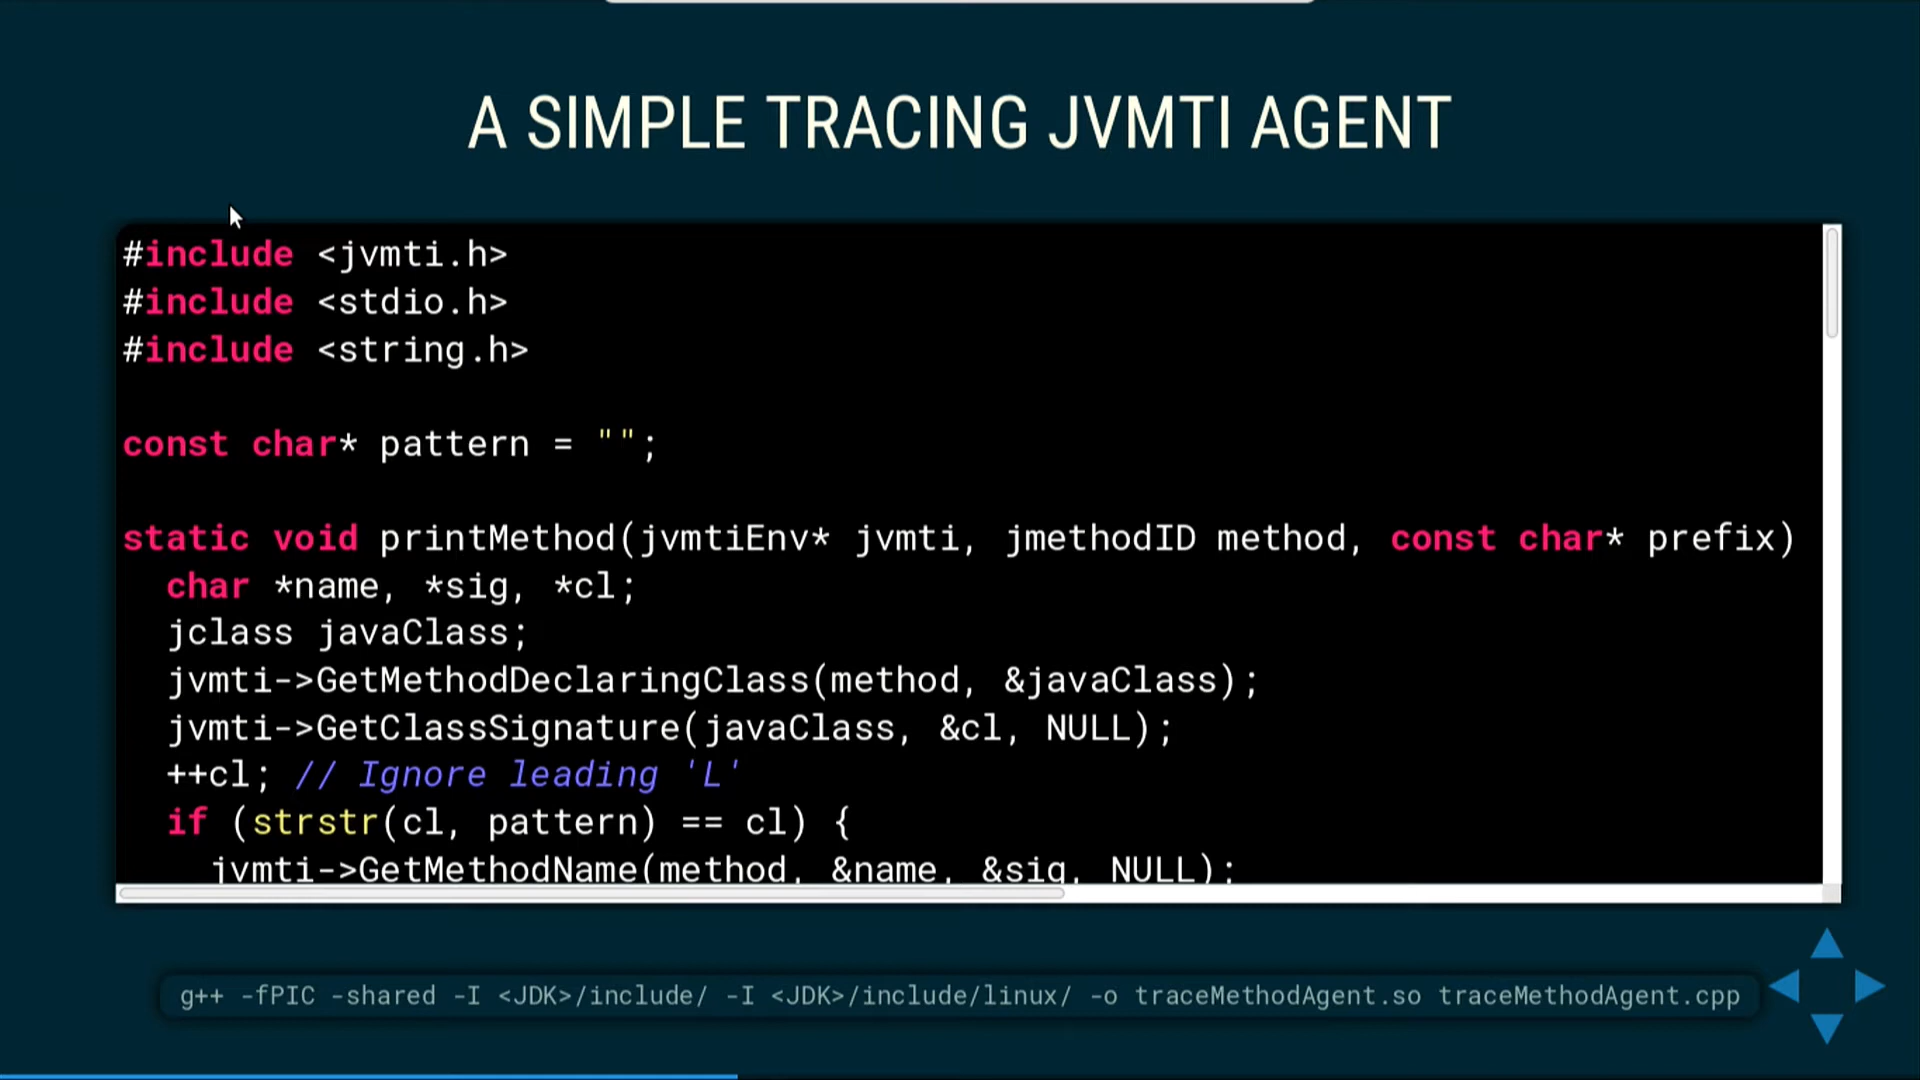 A SIMPLE TRACING JVMTI AGENT
#include <jvmti.h>
#include <stdio.h>
#include <string.h>
const char* pattern = "";
static void printMethod(jvmtiEnv* jvmti, jmethodID method, const char* prefix)
  char *name, *sig, *cl;
  jclass javaClass;
  jvmti->GetMethodDeclaringClass(method, &javaClass);
  jvmti->GetClassSignature(javaClass, &cl, NULL);
  ++cl; // Ignore leading 'L'
  if (strstr(cl, pattern) == cl) {
    jvmti->GetMethodName(method, &name, &sig, NULL);
g++ -fPIC -shared -I <JDK>/include/ -I <JDK>/include/linux/ -o traceMethodAgent.so traceMethodAgent.cpp